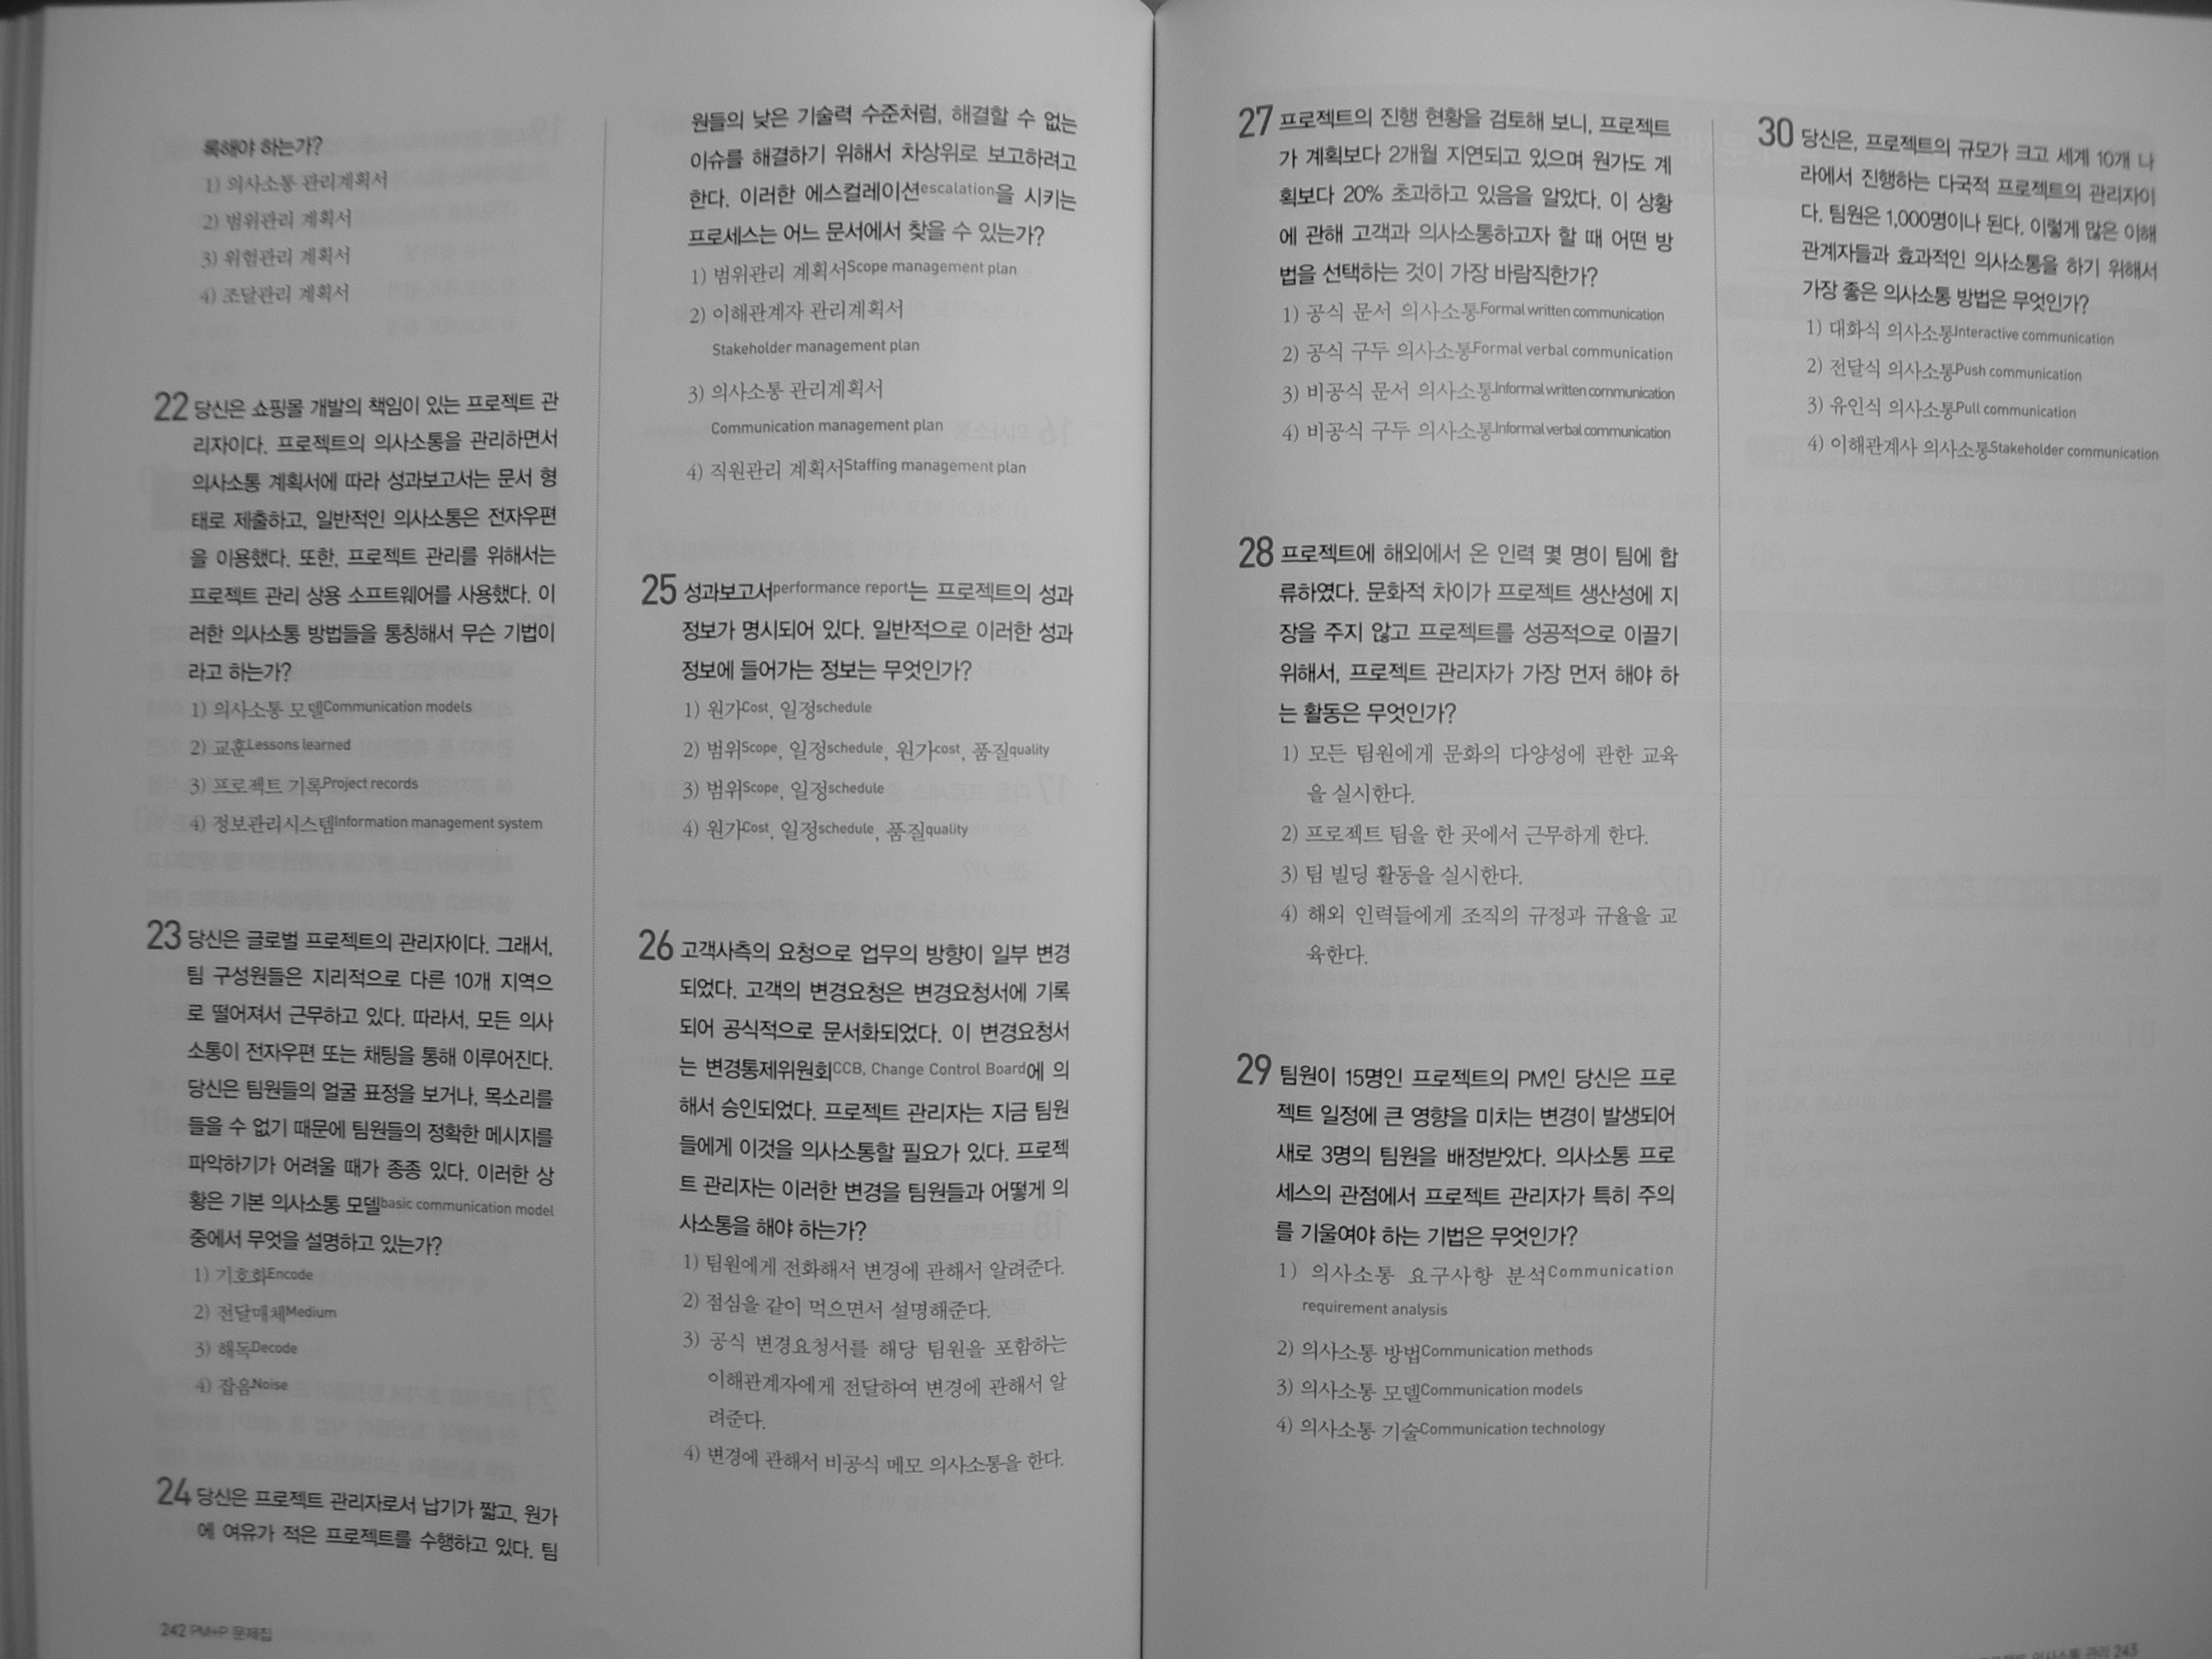 록해야 하는가?
1) 의사소통 관리계획서
2) 범위관리 계획서
3) 위험관리 계획서
4) 조달관리 계획서
22 당신은 쇼핑몰 개발의 책임이 있는 프로젝트 관
리자이다. 프로젝트의 의사소통을 관리하면서
의사소통 계획서에 따라 성과보고서는 문서 형
태로 제출하고, 일반적인 의사소통은 전자우편
을 이용했다. 또한, 프로젝트 관리를 위해서는
프로젝트 관리 상용 소프트웨어를 사용했다. 이
러한 의사소통 방법들을 통칭해서 무슨 기법이
라고 하는가?
1) 의사소통 모델Communication models
2) 교훈Lessons learned
3) 프로젝트 기록Project records
4) 정보관리시스템Information management system
23 당신은 글로벌 프로젝트의 관리자이다. 그래서,
팀 구성원들은 지리적으로 다른 10개 지역으
로 떨어져서 근무하고 있다. 따라서, 모든 의사
소통이 전자우편 또는 채팅을 통해 이루어진다.
당신은 팀원들의 얼굴 표정을 보거나, 목소리를
들을 수 없기 때문에 팀원들의 정확한 메시지를
파악하기가 어려울 때가 종종 있다. 이러한 상
황은 기본 의사소통 모델basic communication model
중에서 무엇을 설명하고 있는가?
1) 기호화Encode
2) 전달매체Medium
3) 해독Decode
4) 잡음Noise
24 당신은 프로젝트 관리자로서 납기가 짧고, 원가
에 여유가 적은 프로젝트를 수행하고 있다. 팀
242 PM+P 문제집
원들의 낮은 기술력 수준처럼, 해결할 수 없는
이슈를 해결하기 위해서 차상위로 보고하려고
한다. 이러한 에스컬레이션escalation을 시키는
프로세스는 어느 문서에서 찾을 수 있는가?
1) 범위관리 계획서Scope management plan
2) 이해관계자 관리계획서
Stakeholder management plan
3) 의사소통 관리계획서
Communication management plan
4) 직원관리 계획서Staffing management plan
25 성과보고서performance report는 프로젝트의 성과
정보가 명시되어 있다. 일반적으로 이러한 성과
정보에 들어가는 정보는 무엇인가?
1) 원가Cost, 일정schedule
2) 범위Scope, 일정schedule, 원가cost, 품질quality
3) 범위Scope, 일정schedule
4) 원가Cost, 일정schedule, 품질quality
26 고객사측의 요청으로 업무의 방향이 일부 변경
되었다. 고객의 변경요청은 변경요청서에 기록
되어 공식적으로 문서화되었다. 이 변경요청서
는 변경통제위원회CCB, Change Control Board에 의
해서 승인되었다. 프로젝트 관리자는 지금 팀원
들에게 이것을 의사소통할 필요가 있다. 프로젝
트 관리자는 이러한 변경을 팀원들과 어떻게 의
사소통을 해야 하는가?
1) 팀원에게 전화해서 변경에 관해서 알려준다.
2) 점심을 같이 먹으면서 설명해준다.
3) 공식 변경요청서를 해당 팀원을 포함하는
이해관계자에게 전달하여 변경에 관해서 알
려준다.
4) 변경에 관해서 비공식 메모 의사소통을 한다.
27 프로젝트의 진행 현황을 검토해 보니, 프로젝트
가 계획보다 2개월 지연되고 있으며 원가도 계
획보다 20% 초과하고 있음을 알았다. 이 상황
에 관해 고객과 의사소통하고자 할 때 어떤 방
법을 선택하는 것이 가장 바람직한가?
1) 공식 문서 의사소통Formal written communication
2) 공식 구두 의사소통Formal verbal communication
3) 비공식 문서 의사소통Informal written communication
4) 비공식 구두 의사소통Informal verbal communication
28 프로젝트에 해외에서 온 인력 몇 명이 팀에 합
류하였다. 문화적 차이가 프로젝트 생산성에 지
장을 주지 않고 프로젝트를 성공적으로 이끌기
위해서, 프로젝트 관리자가 가장 먼저 해야 하
는 활동은 무엇인가?
1) 모든 팀원에게 문화의 다양성에 관한 교육
을 실시한다.
2) 프로젝트 팀을 한 곳에서 근무하게 한다.
3) 팀 빌딩 활동을 실시한다.
4) 해외 인력들에게 조직의 규정과 규율을 교
육한다.
29 팀원이 15명인 프로젝트의 PM인 당신은 프로
젝트 일정에 큰 영향을 미치는 변경이 발생되어
새로 3명의 팀원을 배정받았다. 의사소통 프로
세스의 관점에서 프로젝트 관리자가 특히 주의
를 기울여야 하는 기법은 무엇인가?
1) 의사소통 요구사항 분석Communication
requirement analysis
2) 의사소통 방법Communication methods
3) 의사소통 모델Communication models
4) 의사소통 기술Communication technology
30 당신은, 프로젝트의 규모가 크고 세계 10개 나
라에서 진행하는 다국적 프로젝트의 관리자이
다. 팀원은 1,000명이나 된다. 이렇게 많은 이해
관계자들과 효과적인 의사소통을 하기 위해서
가장 좋은 의사소통 방법은 무엇인가?
1) 대화식 의사소통Interactive communication
2) 전달식 의사소통Push communication
3) 유인식 의사소통Pull communication
4) 이해관계사 의사소통Stakeholder communication
의사소통 관리 243